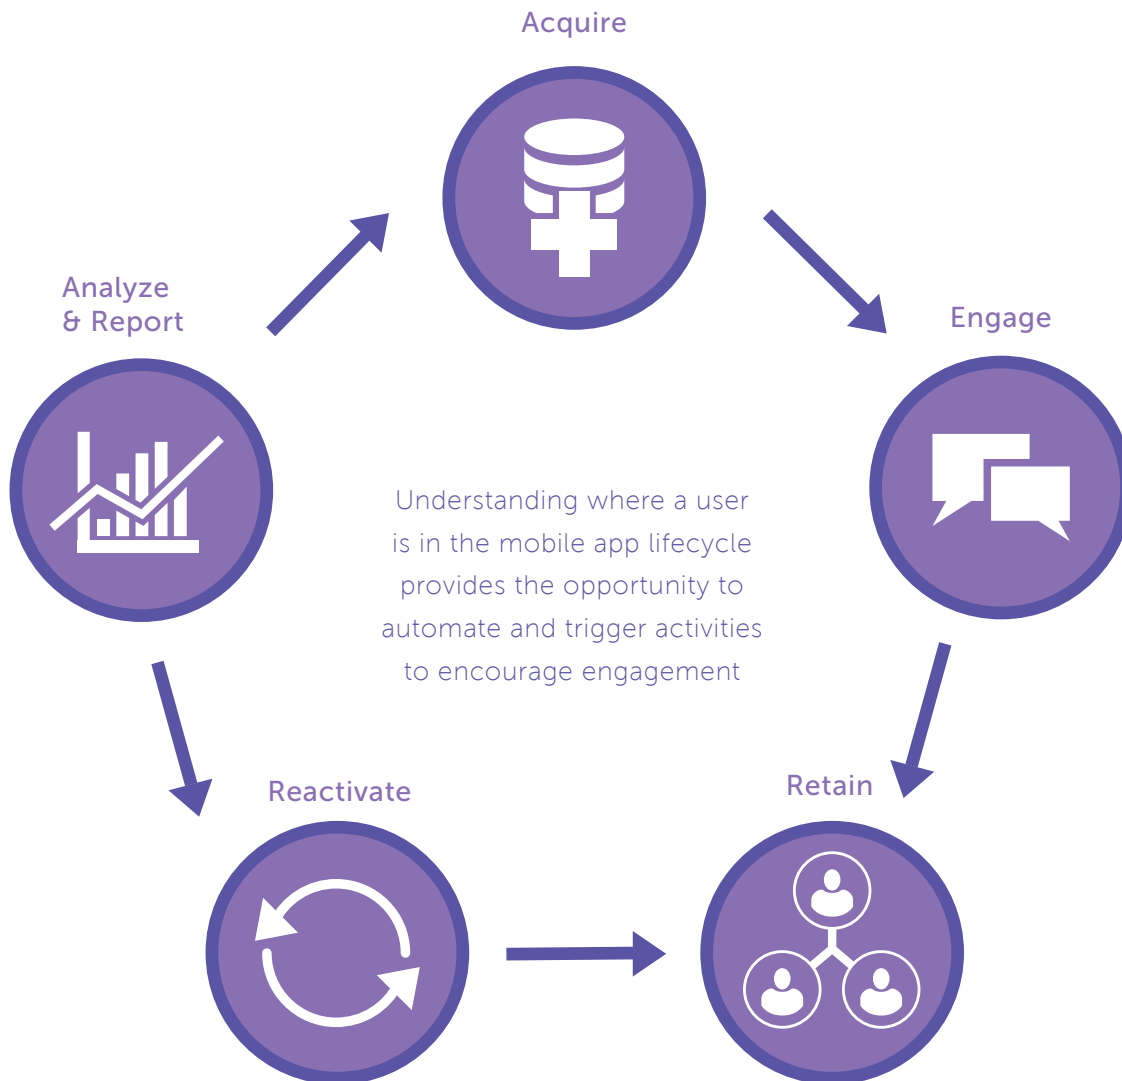 Acquire
Analyze
& Report
Engage
Understanding where a user
is in the mobile app lifecycle
provides the opportunity to
automate and trigger activities
to encourage engagement
Reactivate
Retain